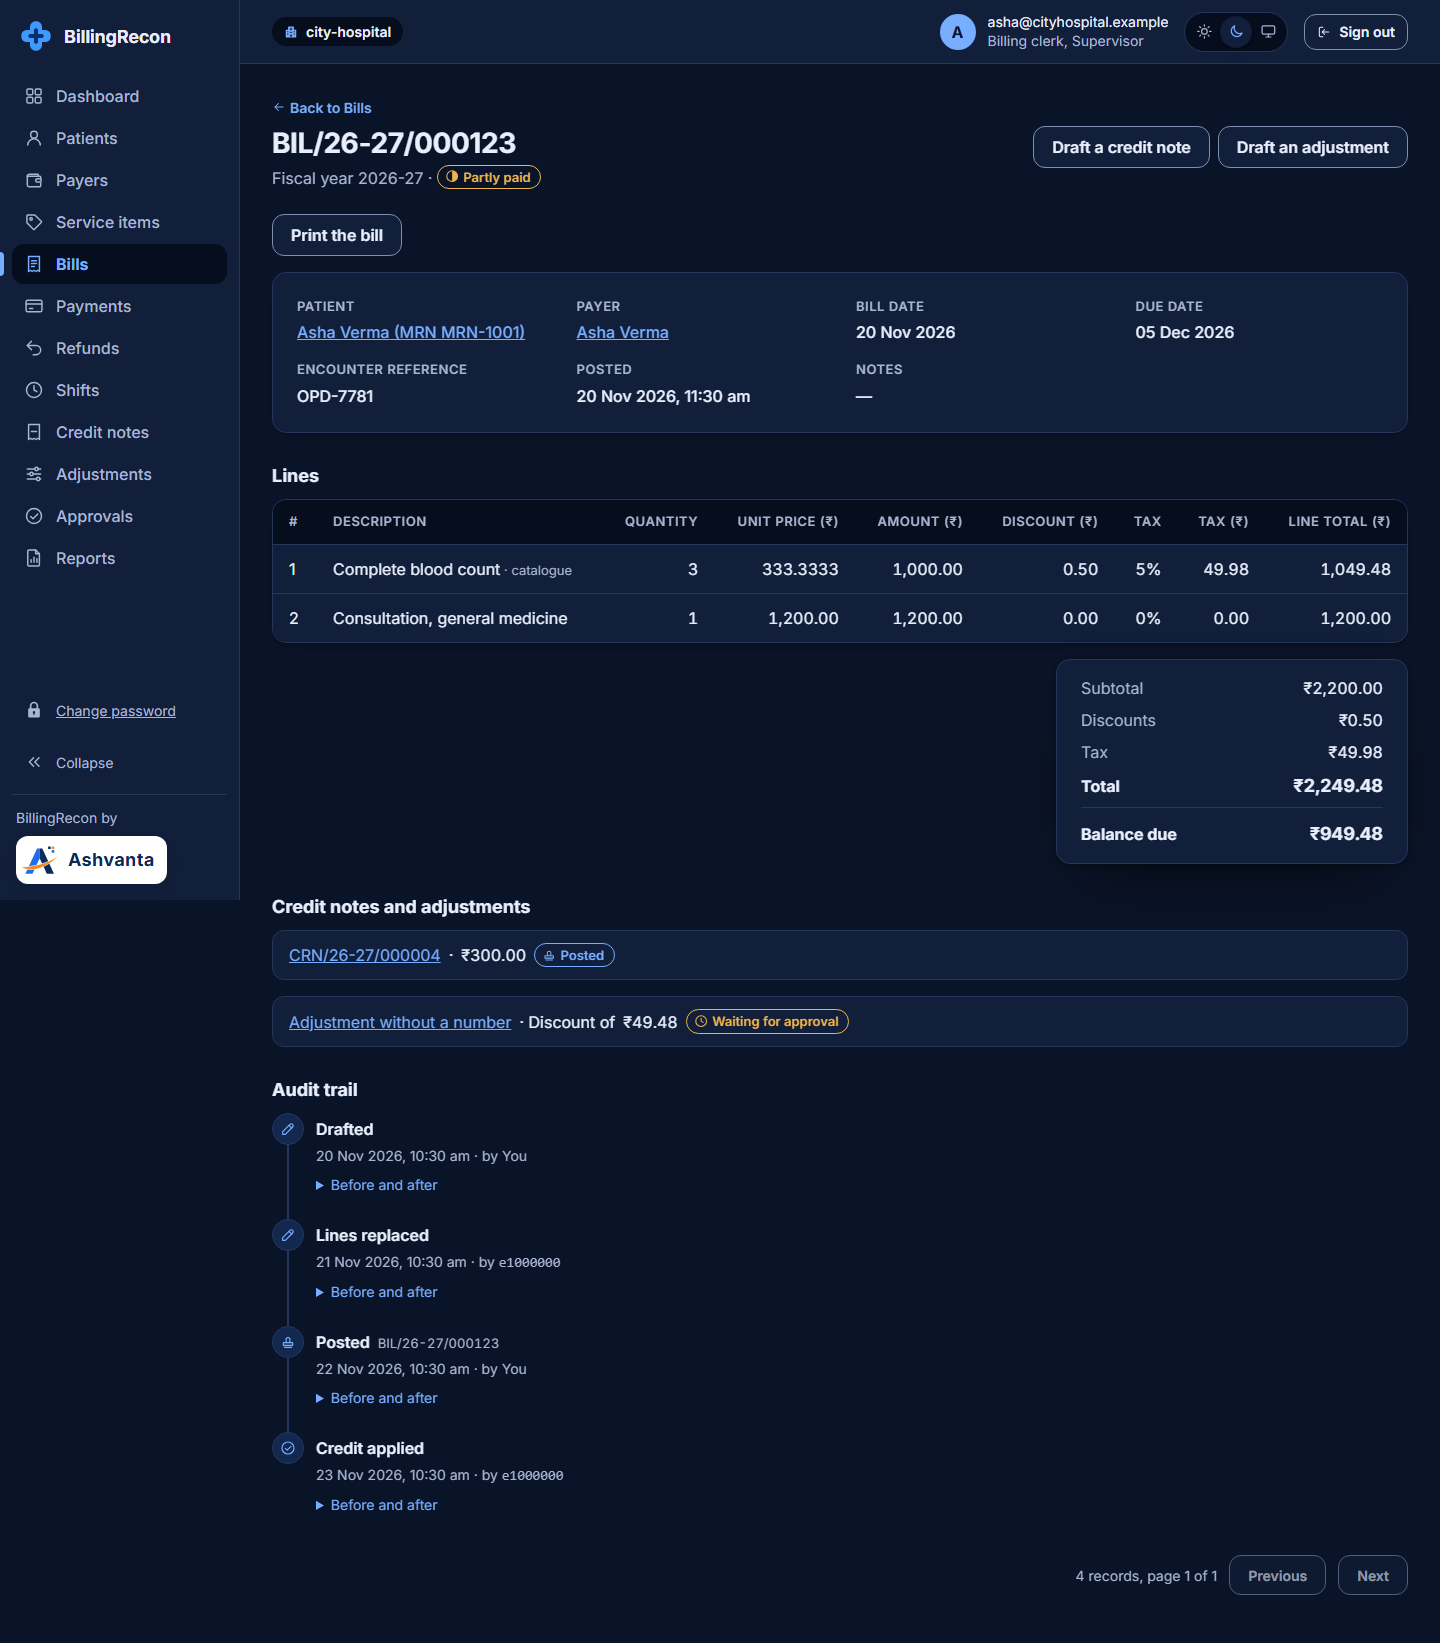 BillingRecon
Dashboard
Patients
Payers
Service items
Bills
Payments
Refunds
Shifts
Credit notes
Adjustments
Approvals
Reports
Change password
Collapse
BillingRecon by
Ashvanta
city-hospital
A
asha@cityhospital.example
Billing clerk, Supervisor
Sign out
← Back to Bills
BIL/26-27/000123
Fiscal year 2026-27 · Partly paid
Draft a credit note
Draft an adjustment
Print the bill
PATIENT PAYER BILL DATE DUE DATE
Asha Verma (MRN MRN-1001) Asha Verma 20 Nov 2026 05 Dec 2026
ENCOUNTER REFERENCE POSTED NOTES
OPD-7781 20 Nov 2026, 11:30 am —
Lines
# DESCRIPTION QUANTITY UNIT PRICE (₹) AMOUNT (₹) DISCOUNT (₹) TAX TAX (₹) LINE TOTAL (₹)
1 Complete blood count · catalogue 3 333.3333 1,000.00 0.50 5% 49.98 1,049.48
2 Consultation, general medicine 1 1,200.00 1,200.00 0.00 0% 0.00 1,200.00
Subtotal ₹2,200.00
Discounts ₹0.50
Tax ₹49.98
Total ₹2,249.48
Balance due ₹949.48
Credit notes and adjustments
CRN/26-27/000004 · ₹300.00 Posted
Adjustment without a number · Discount of ₹49.48 Waiting for approval
Audit trail
Drafted
20 Nov 2026, 10:30 am · by You
Before and after
Lines replaced
21 Nov 2026, 10:30 am · by e1000000
Before and after
Posted BIL/26-27/000123
22 Nov 2026, 10:30 am · by You
Before and after
Credit applied
23 Nov 2026, 10:30 am · by e1000000
Before and after
4 records, page 1 of 1 Previous Next